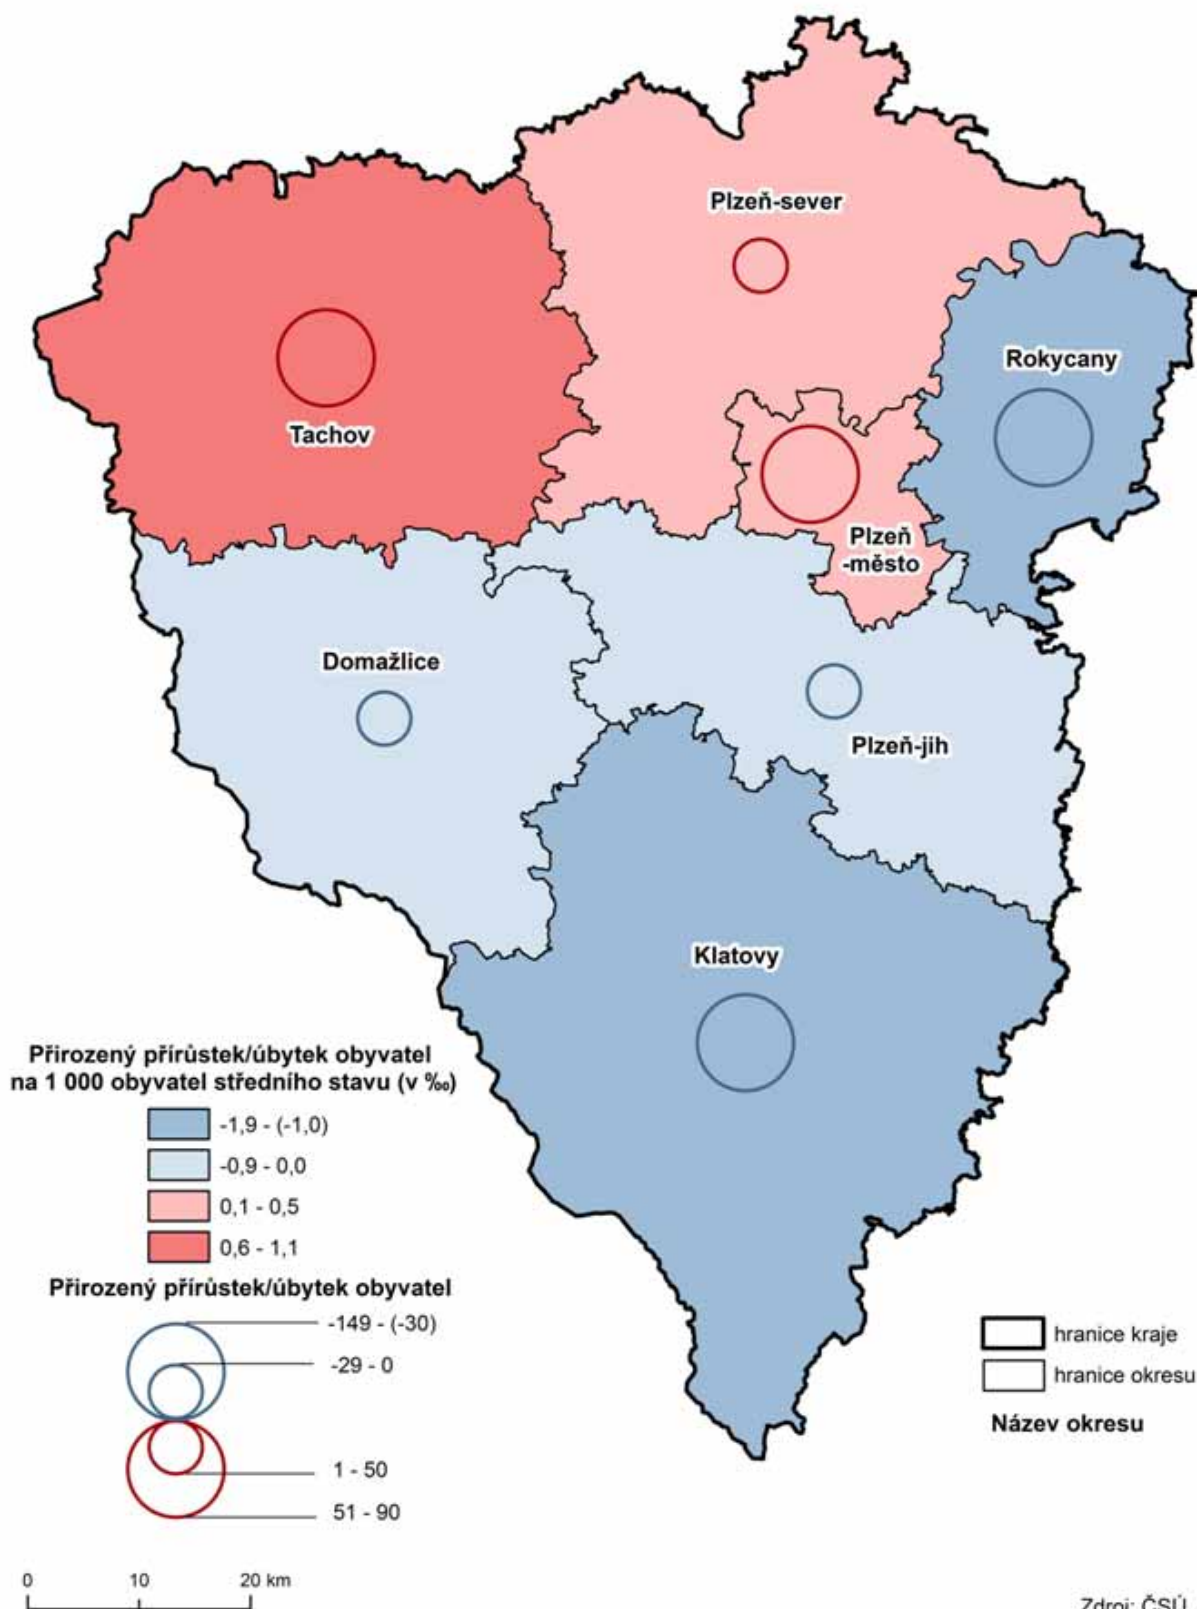 Plzeň-sever
Rokycany
Tachov
Plzeň
-město
Domažlice
Plzeň-jih
Klatovy
Přirozený přírůstek/úbytek obyvatel
na 1 000 obyvatel středního stavu (v ‰)
-1,9 - (-1,0)
-0,9 - 0,0
0,1 - 0,5
0,6 - 1,1
Přirozený přírůstek/úbytek obyvatel
-149 - (-30)
-29 - 0
1 - 50
51 - 90
hranice kraje
hranice okresu
Název okresu
0 10 20 km
Zdroj: ČSÚ